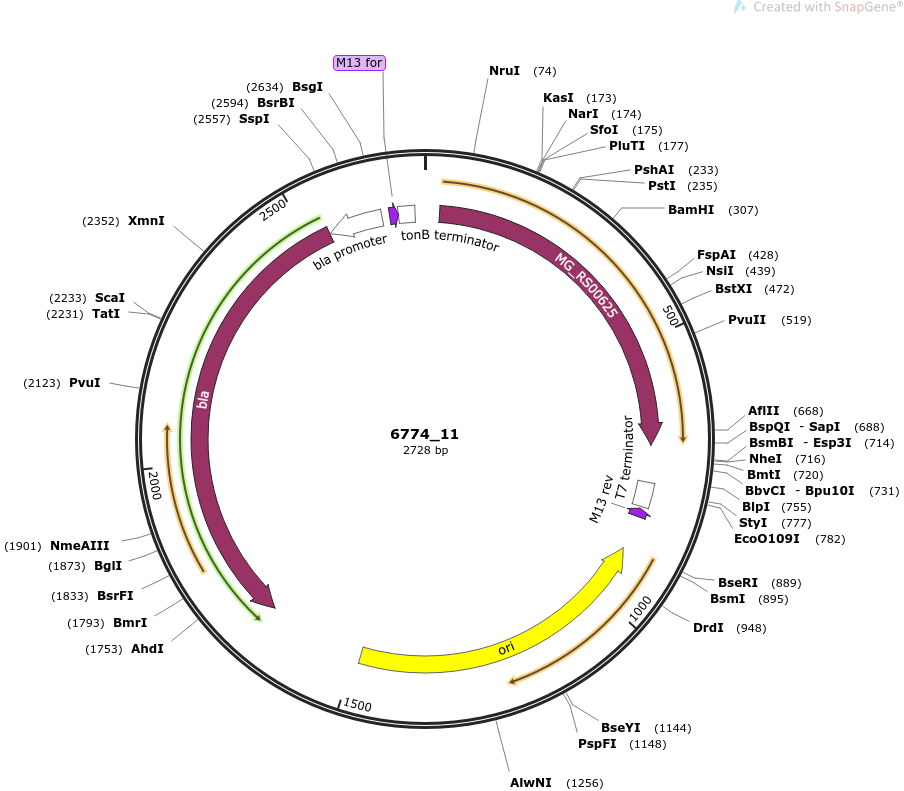 Created with SnapGene®
M13 for
(2634) BsgI
(2594) BsrBI
(2557) SspI
NruI (74)
KasI (173)
NarI (174)
SfoI (175)
PluTI (177)
PshAI (233)
PstI (235)
BamHI (307)
FspAI (428)
NsiI (439)
BstXI (472)
PvuII (519)
AflII (668)
BspQI - SapI (688)
BsmBI - Esp3I (714)
NheI (716)
BmtI (720)
BbvCI - Bpu10I (731)
BlpI (755)
StyI (777)
EcoO109I (782)
BseRI (889)
BsmI (895)
DrdI (948)
BseYI (1144)
PspFI (1148)
AlwNI (1256)
(2352) XmnI
(2233) ScaI
(2231) TatI
(2123) PvuI
(1901) NmeAIII
(1873) BglI
(1833) BsrFI
(1793) BmrI
(1753) AhdI
2500
500
2000
1000
1500
bla promoter
tonB terminator
MG_RS00625
bla
T7 terminator
M13 rev
ori
6774_11
2728 bp